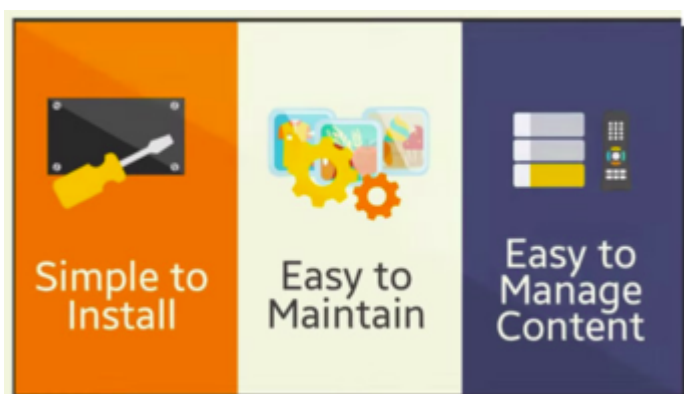 Simple to
Install
Easy to
Maintain
Easy to
Manage
Content